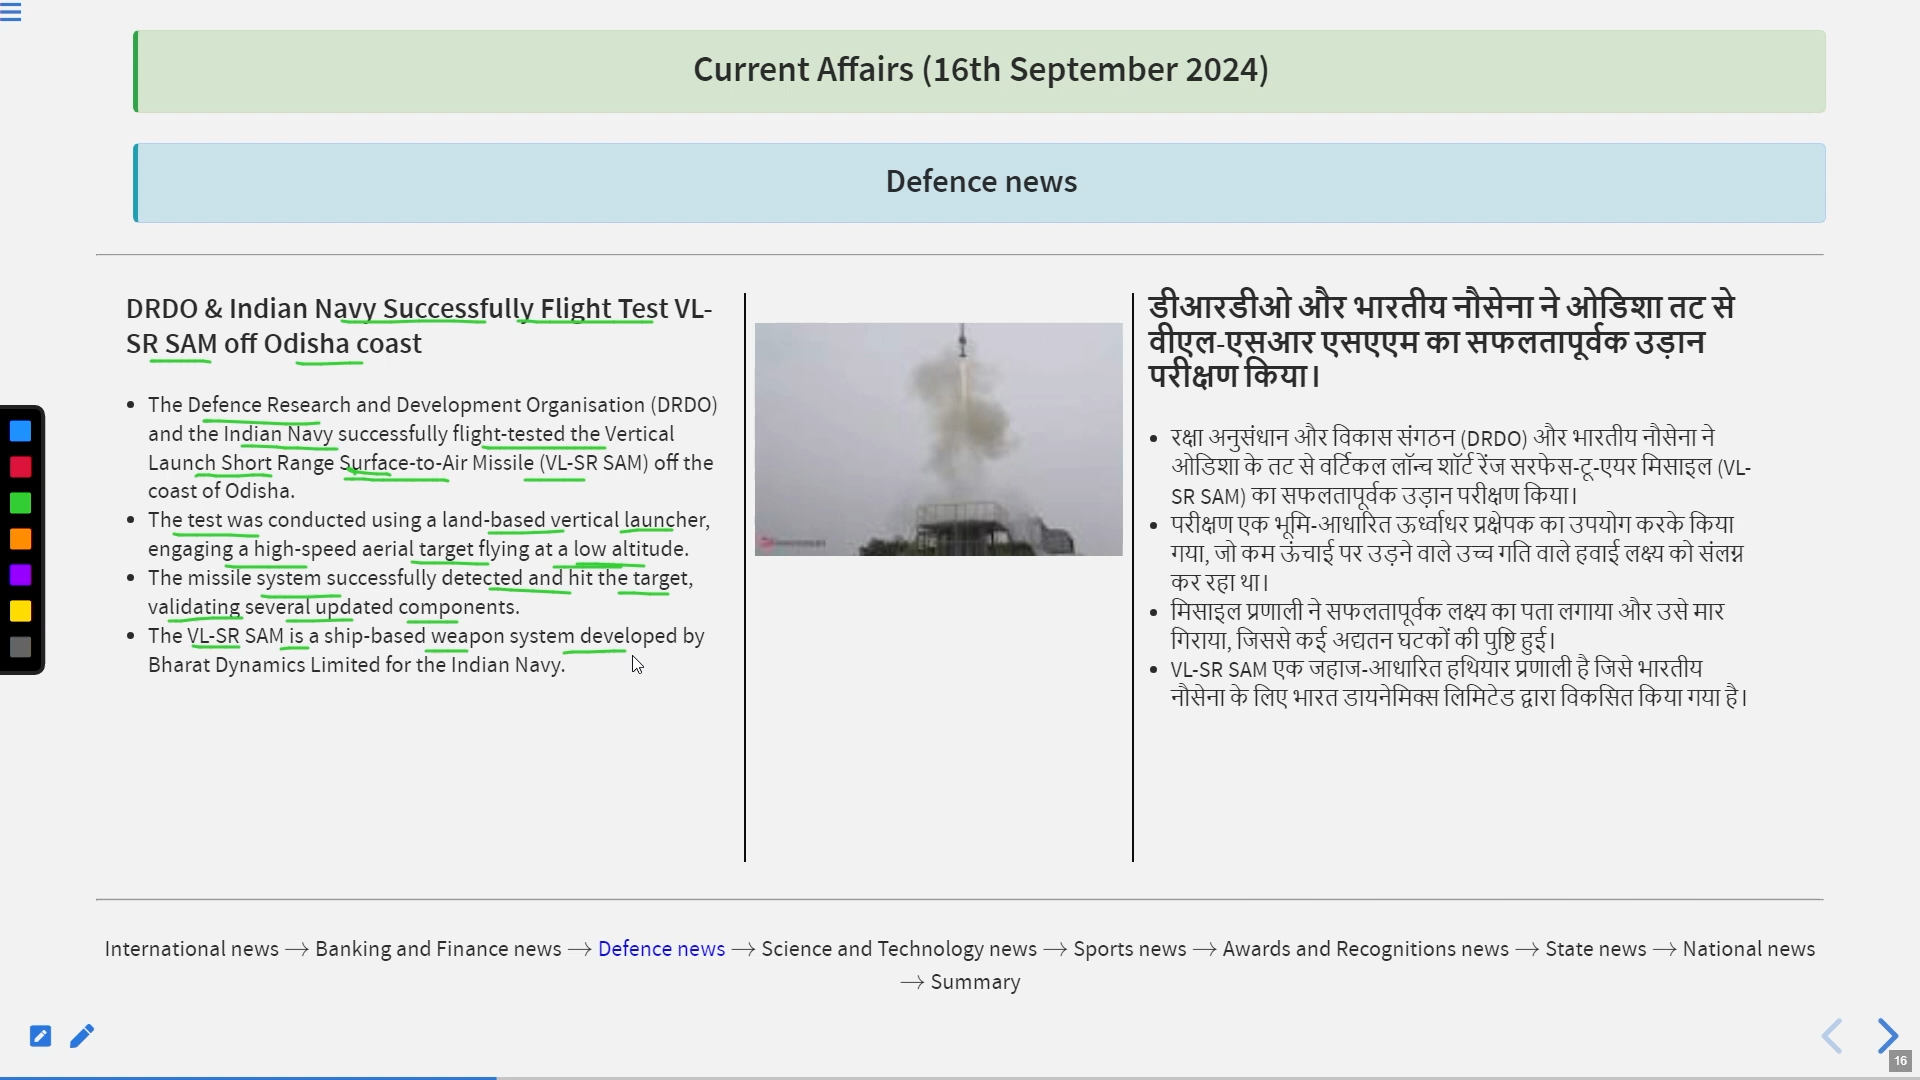 Current Affairs (16th September 2024)
Defence news
DRDO & Indian Navy Successfully Flight Test VL-
SR SAM off Odisha coast
• The Defence Research and Development Organisation (DRDO)
and the Indian Navy successfully flight-tested the Vertical
Launch Short Range Surface-to-Air Missile (VL-SR SAM) off the
coast of Odisha.
• The test was conducted using a land-based vertical launcher,
engaging a high-speed aerial target flying at a low altitude.
• The missile system successfully detected and hit the target,
validating several updated components.
• The VL-SR SAM is a ship-based weapon system developed by
Bharat Dynamics Limited for the Indian Navy.
डीआरडीओ और भारतीय नौसेना ने ओडिशा तट से
वीएल-एसआर एसएएम का सफलतापूर्वक उड़ान
परीक्षण किया।
• रक्षा अनुसंधान और विकास संगठन (DRDO) और भारतीय नौसेना ने
ओडिशा के तट से वर्टिकल लॉन्च शॉर्ट रेंज सरफेस-टू-एयर मिसाइल (VL-
SR SAM) का सफलतापूर्वक उड़ान परीक्षण किया।
• परीक्षण एक भूमि-आधारित ऊर्ध्वाधर प्रक्षेपक का उपयोग करके किया
गया, जो कम ऊंचाई पर उड़ने वाले उच्च गति वाले हवाई लक्ष्य को संलग्न
कर रहा था।
• मिसाइल प्रणाली ने सफलतापूर्वक लक्ष्य का पता लगाया और उसे मार
गिराया, जिससे कई अद्यतन घटकों की पुष्टि हुई।
• VL-SR SAM एक जहाज-आधारित हथियार प्रणाली है जिसे भारतीय
नौसेना के लिए भारत डायनेमिक्स लिमिटेड द्वारा विकसित किया गया है।
International news → Banking and Finance news → Defence news → Science and Technology news → Sports news → Awards and Recognitions news → State news → National news
→ Summary
16